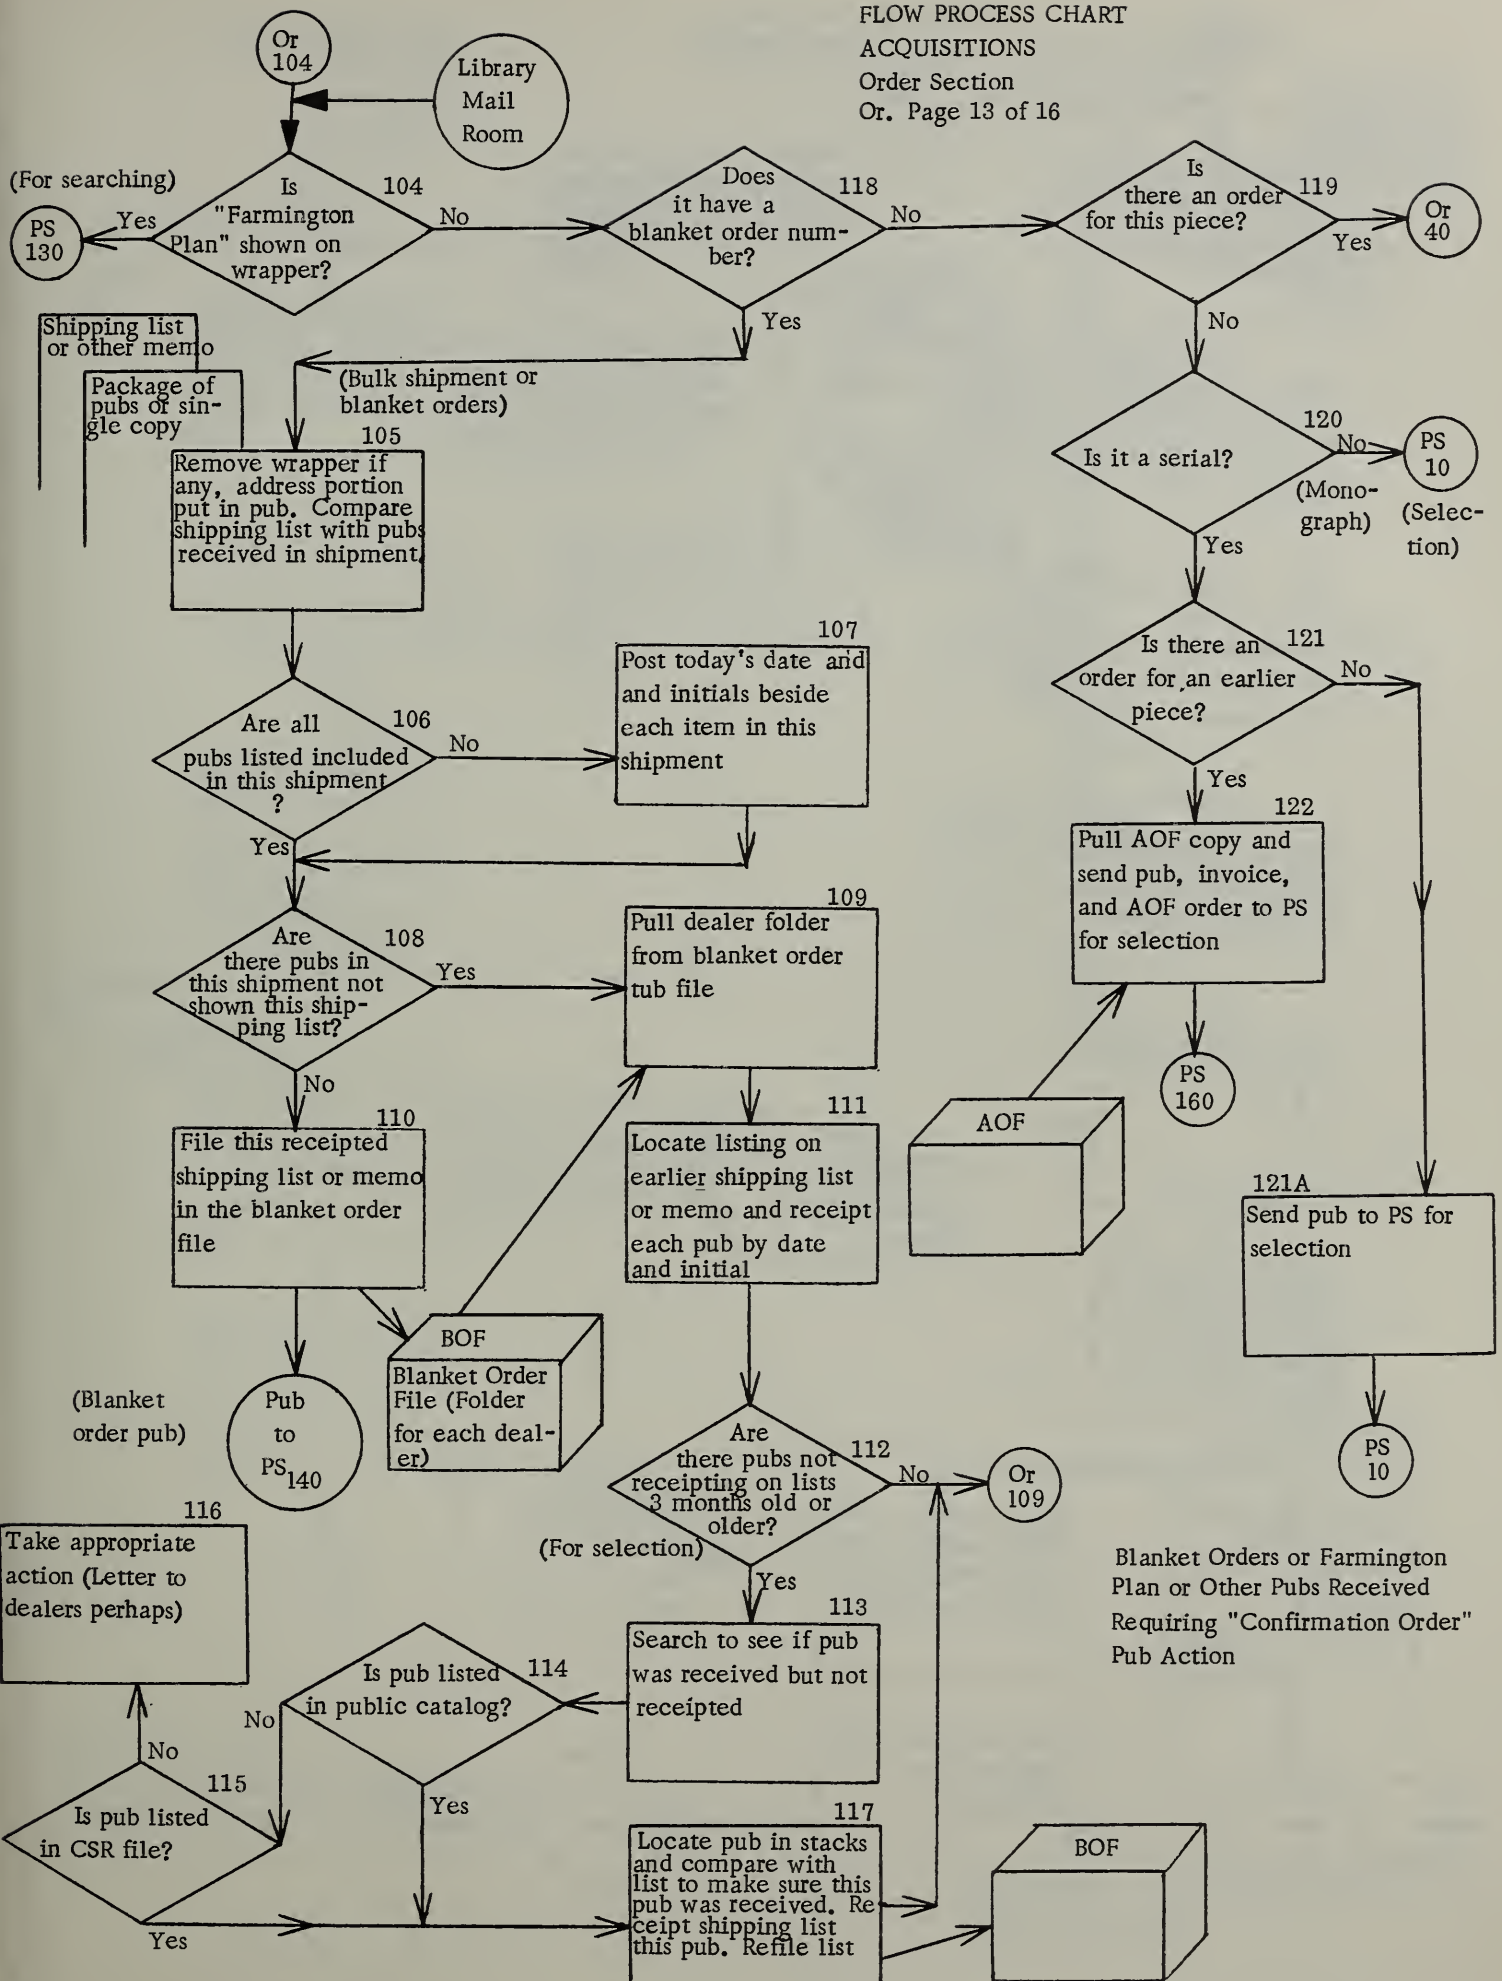 FLOW PROCESS CHART
ACQUISITIONS
Order Section
Or. Page 13 of 16
Or
104
Library
Mail
Room
(For searching)
PS
130
Yes
104
Is
"Farmington
Plan" shown on
wrapper?
No
118
Does
it have a
blanket order num-
ber?
No
Yes
119
Is
there an order
for this piece?
Yes
Or
40
No
Shipping list
or other memo
Package of
pubs or sin-
gle copy
(Bulk shipment or
blanket orders)
105
Remove wrapper if
any, address portion
put in pub. Compare
shipping list with pubs
received in shipment.
120
Is it a serial?
No
(Mono-
graph)
PS
10
(Selec-
tion)
Yes
106
Are all
pubs listed included
in this shipment
?
No
Yes
107
Post today's date and
and initials beside
each item in this
shipment
121
Is there an
order for an earlier
piece?
No
Yes
122
Pull AOF copy and
send pub, invoice,
and AOF order to PS
for selection
108
Are
there pubs in
this shipment not
shown this ship-
ping list?
Yes
No
109
Pull dealer folder
from blanket order
tub file
PS
160
AOF
110
File this receipted
shipping list or memo
in the blanket order
file
111
Locate listing on
earlier shipping list
or memo and receipt
each pub by date
and initial
121A
Send pub to PS for
selection
BOF
Blanket Order
File (Folder
for each deal-
er)
(Blanket
order pub)
Pub
to
PS140
112
Are
there pubs not
receipting on lists
3 months old or
older?
No
Or
109
(For selection)
Yes
PS
10
116
Take appropriate
action (Letter to
dealers perhaps)
113
Search to see if pub
was received but not
receipted
Blanket Orders or Farmington
Plan or Other Pubs Received
Requiring "Confirmation Order"
Pub Action
114
Is pub listed
in public catalog?
No
Yes
No
115
Is pub listed
in CSR file?
Yes
117
Locate pub in stacks
and compare with
list to make sure this
pub was received. Re
ceipt shipping list
this pub. Refile list
BOF